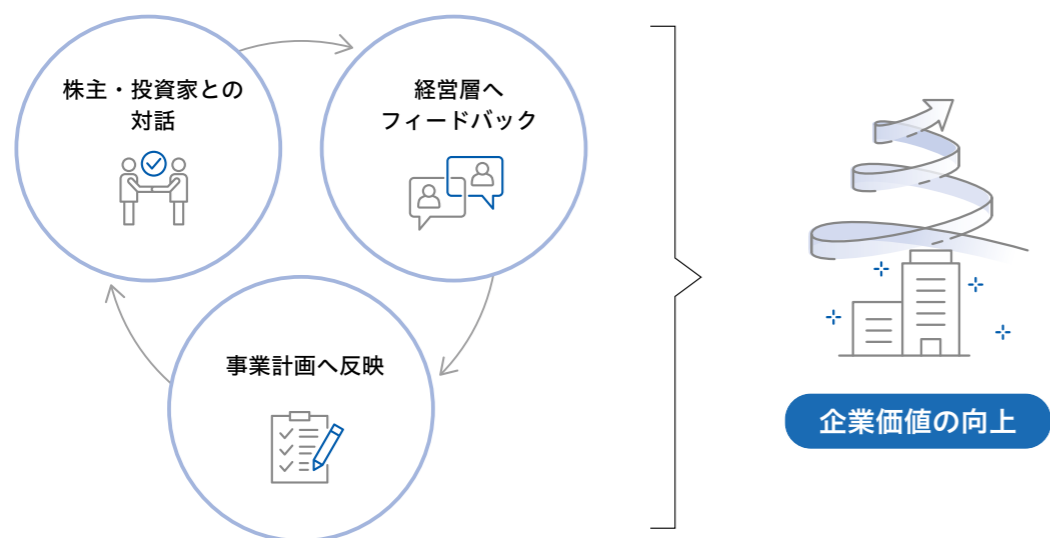 株主・投資家との
対話
経営層へ
フィードバック
事業計画へ反映
企業価値の向上